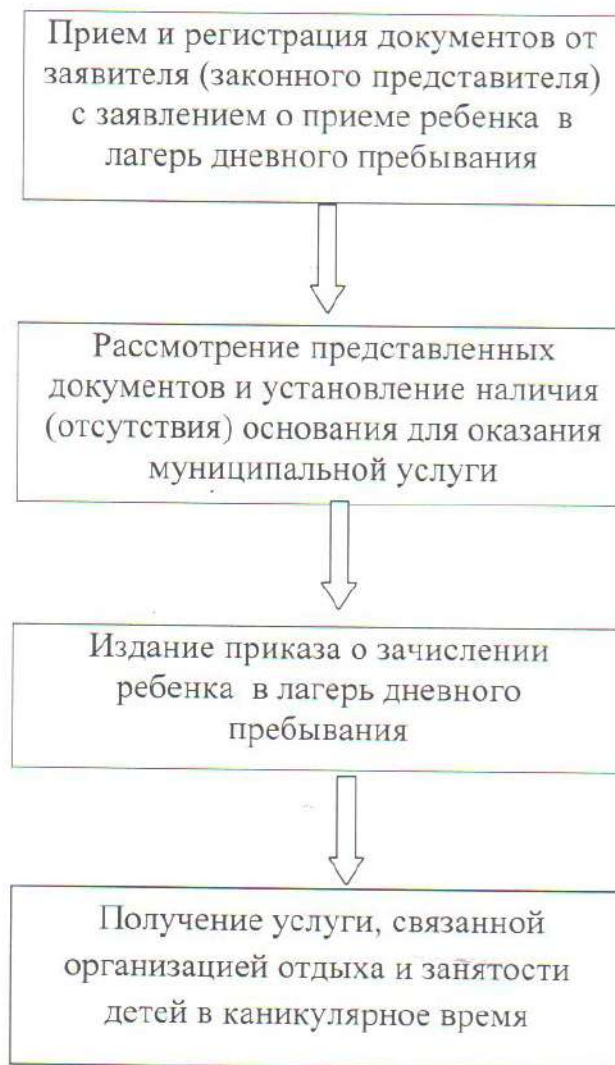 Прием и регистрация документов от
заявителя (законного представителя)
с заявлением о приеме ребенка в
лагерь дневного пребывания
Рассмотрение представленных
документов и установление наличия
(отсутствия) основания для оказания
муниципальной услуги
Издание приказа о зачислении
ребенка в лагерь дневного
пребывания
Получение услуги, связанной
организацией отдыха и занятости
детей в каникулярное время